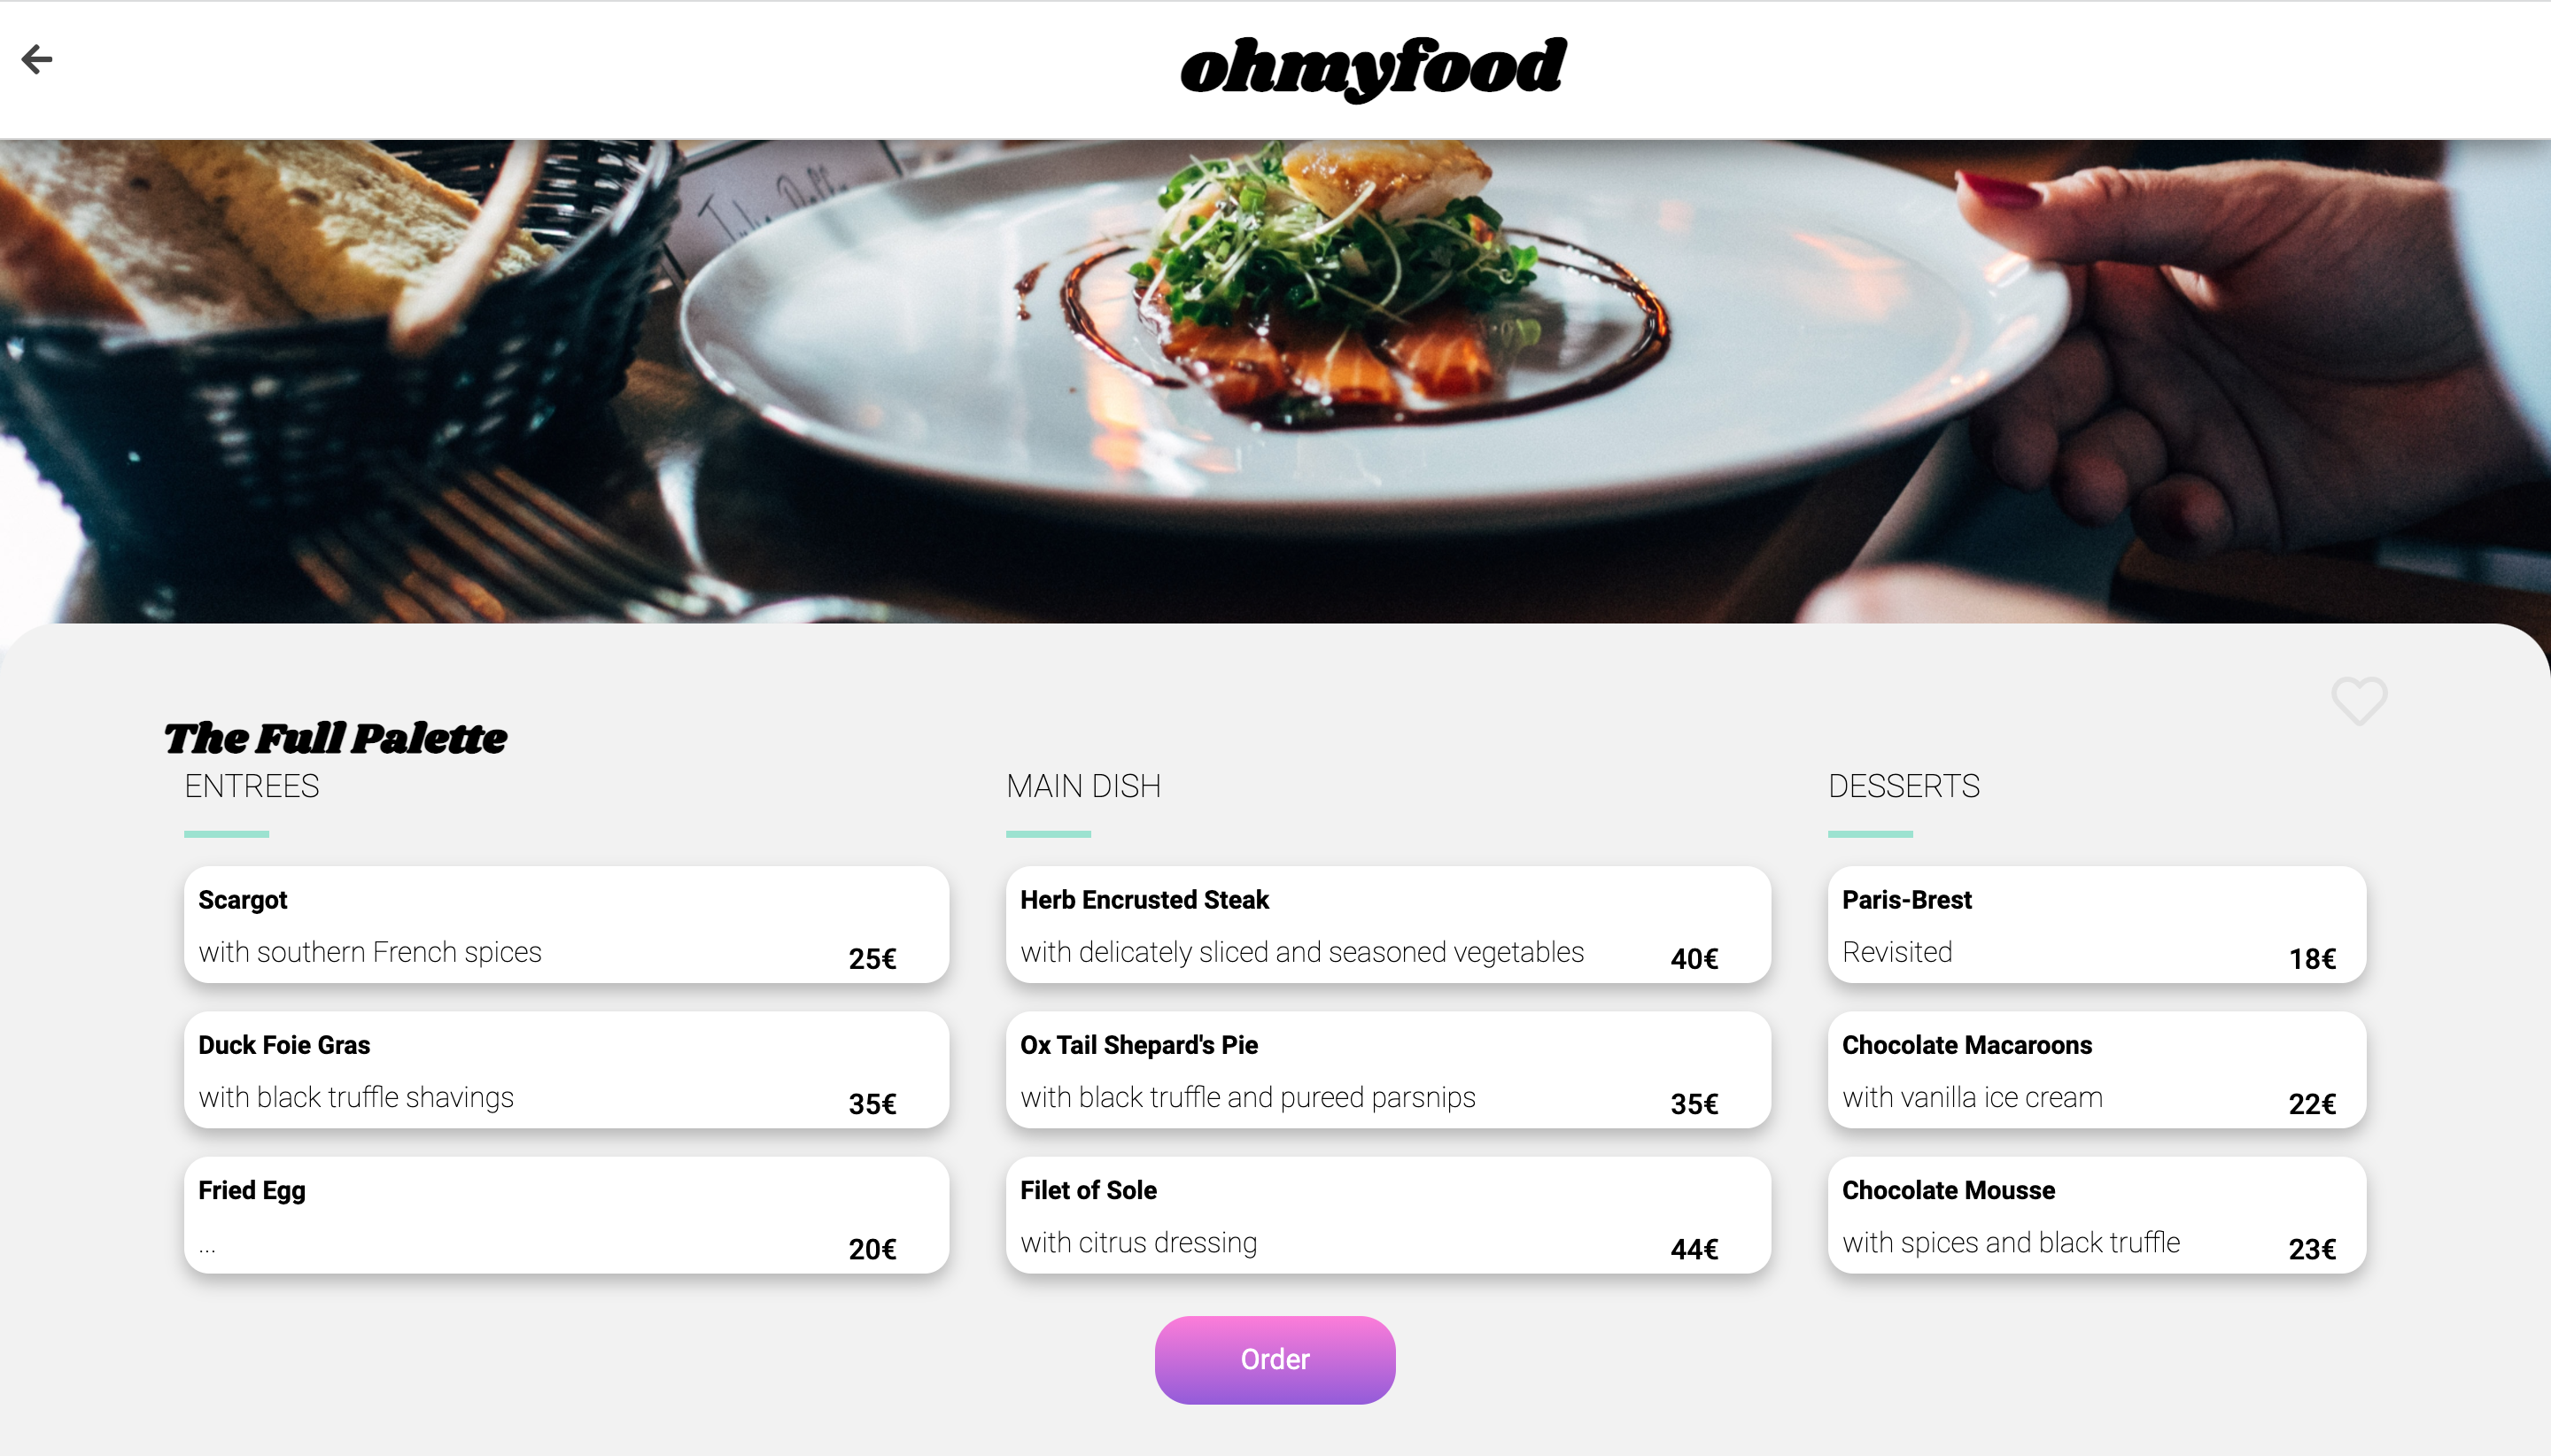 ohmyfood
The Full Palette
ENTREES
Scargot
with southern French spices
25€
Duck Foie Gras
with black truffle shavings
35€
Fried Egg
...
20€
MAIN DISH
Herb Encrusted Steak
with delicately sliced and seasoned vegetables
40€
Ox Tail Shepard's Pie
with black truffle and pureed parsnips
35€
Filet of Sole
with citrus dressing
44€
DESSERTS
Paris-Brest
Revisited
18€
Chocolate Macaroons
with vanilla ice cream
22€
Chocolate Mousse
with spices and black truffle
23€
Order